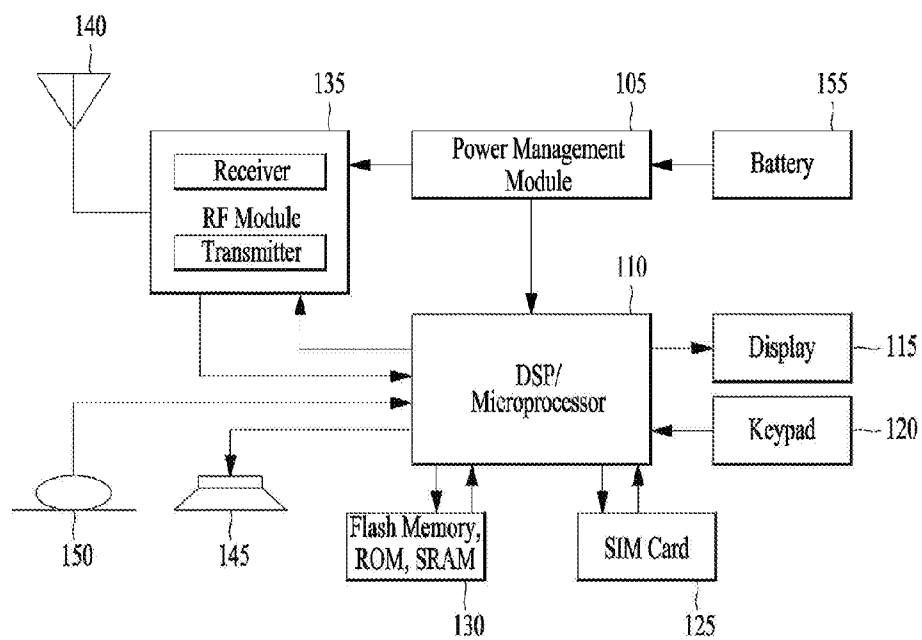 140
135
105
155
Receiver
RF Module
Transmitter
Power Management
Module
Battery
110
DSP/
Microprocessor
Display
115
Keypad
120
150
145
Flash Memory,
ROM, SRAM
130
SIM Card
125